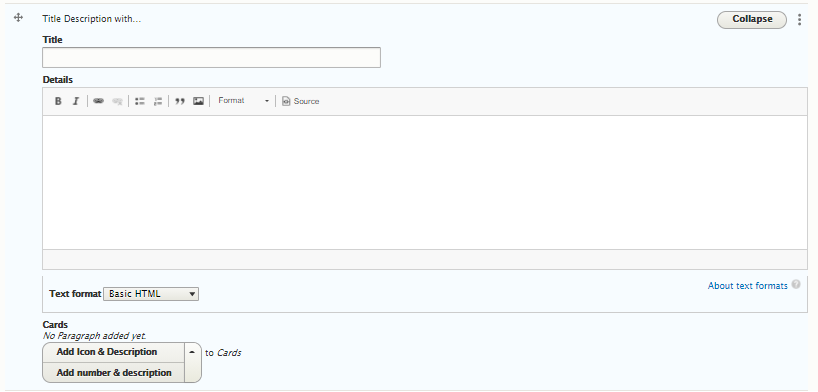 Title Description with...
Collapse
Title
Details
B I Format Source
Text format Basic HTML
About text formats ?
Cards
No Paragraph added yet.
Add Icon & Description
to Cards
Add number & description